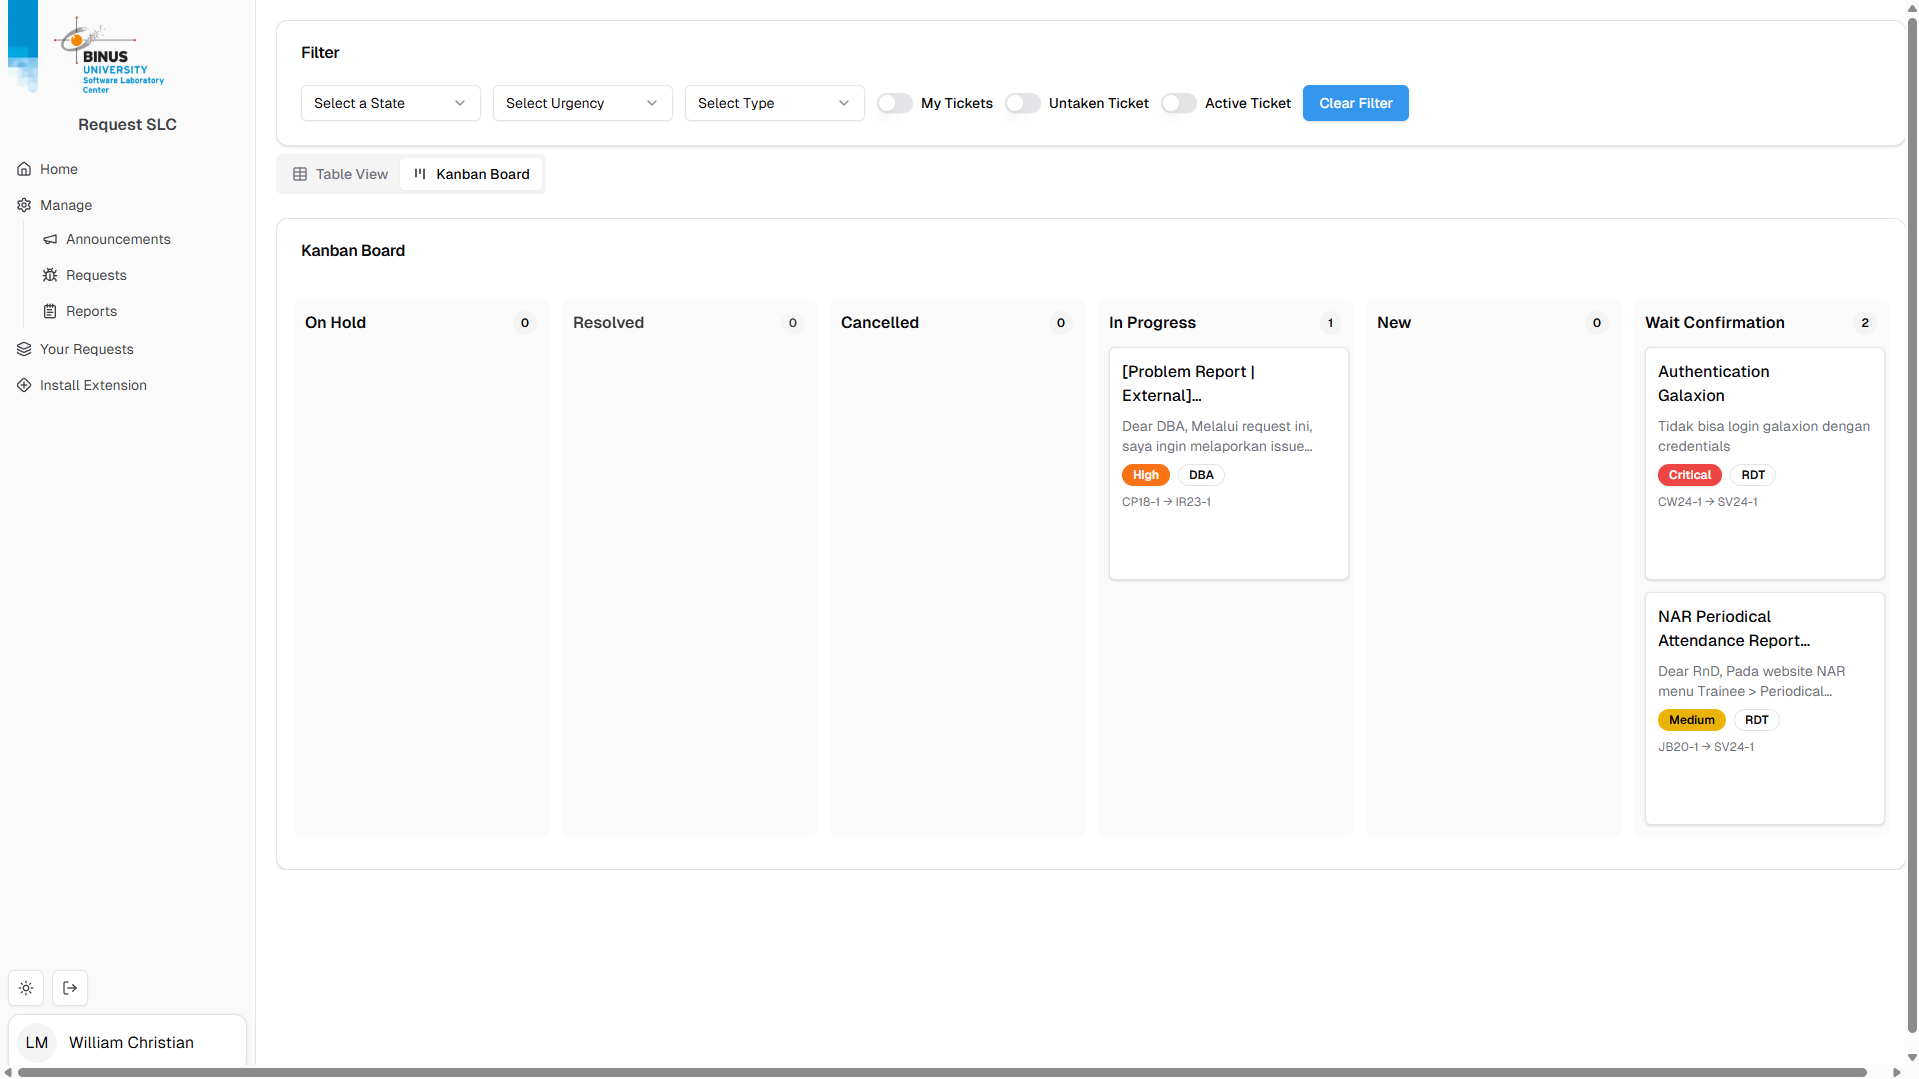 BINUS
UNIVERSITY
Software Laboratory
Center
Request SLC
Home
Manage
Announcements
Requests
Reports
Your Requests
Install Extension
LM
William Christian
Filter
Select a State
Select Urgency
Select Type
My Tickets
Untaken Ticket
Active Ticket
Clear Filter
Table View
Kanban Board
Kanban Board
On Hold
0
Resolved
0
Cancelled
0
In Progress
1
[Problem Report |
External]...
Dear DBA, Melalui request ini,
saya ingin melaporkan issue...
High
DBA
CP18-1 → IR23-1
New
0
Wait Confirmation
2
Authentication
Galaxion
Tidak bisa login galaxion dengan
credentials
Critical
RDT
CW24-1 → SV24-1
NAR Periodical
Attendance Report...
Dear RnD, Pada website NAR
menu Trainee > Periodical...
Medium
RDT
JB20-1 → SV24-1